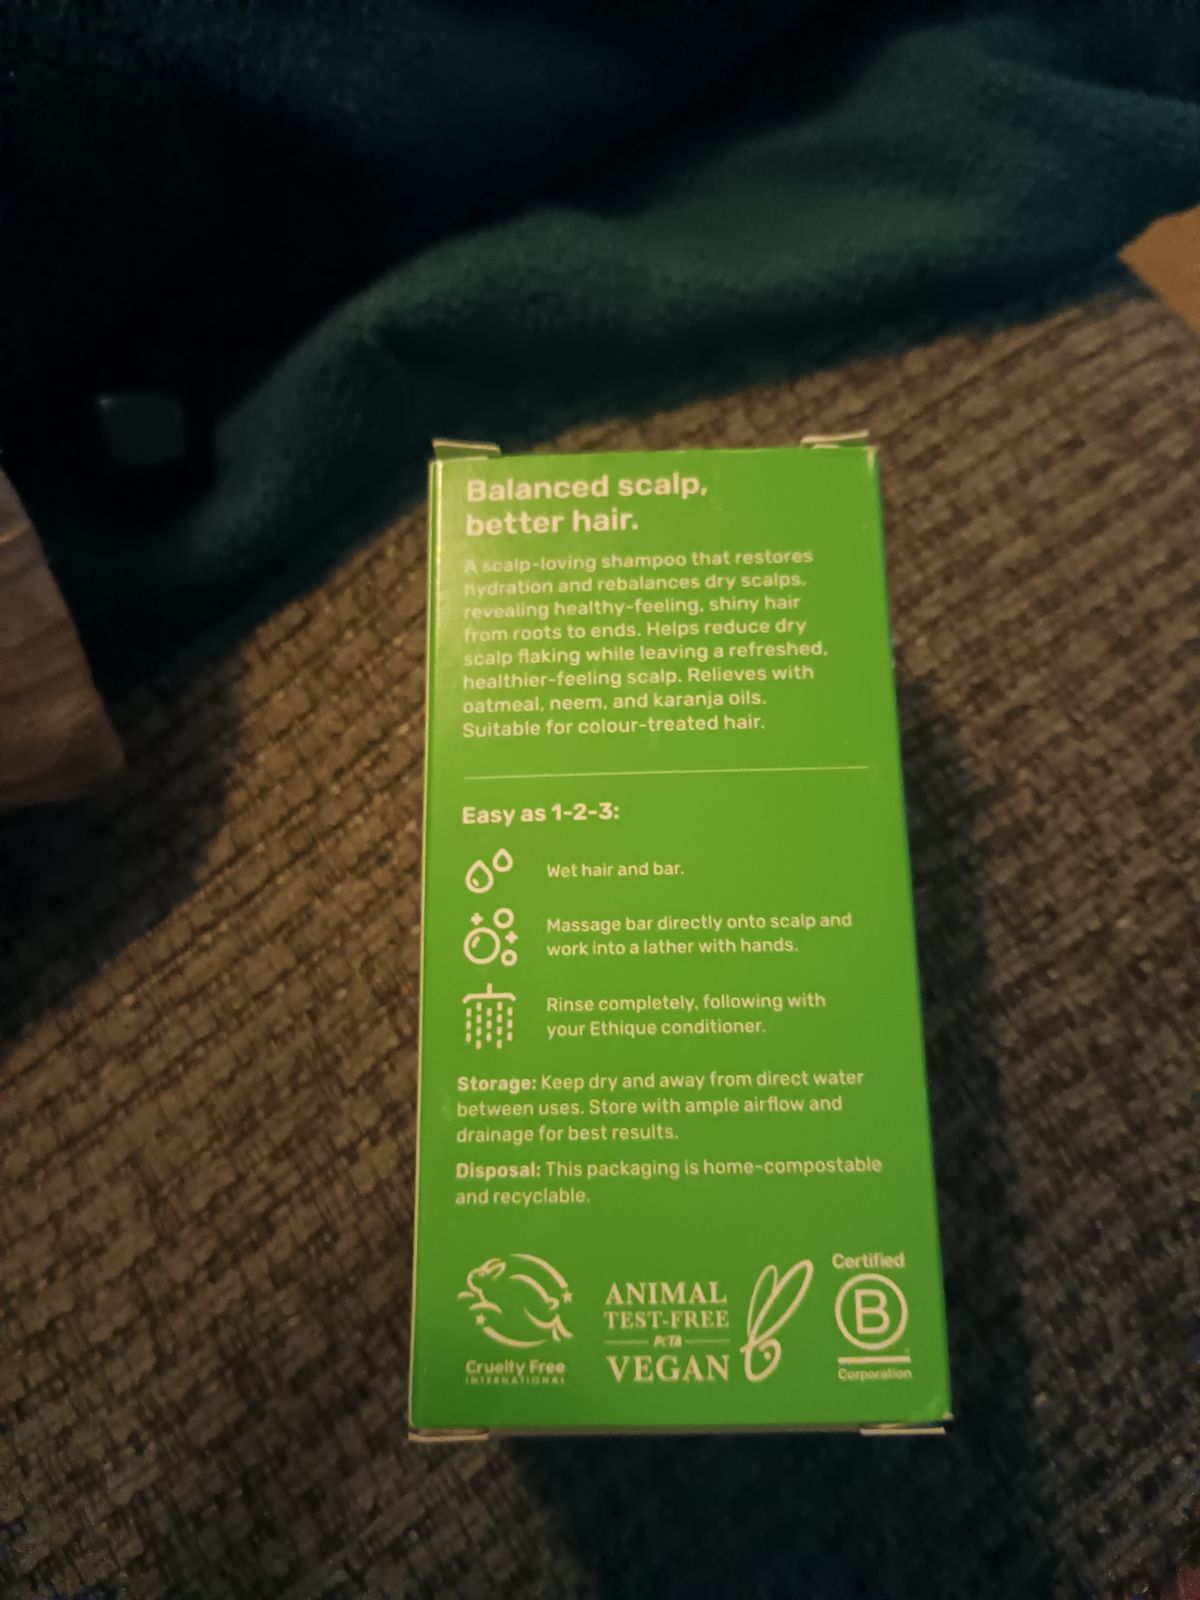 Balanced scalp,
better hair.
A scalp-loving shampoo that restores
hydration and rebalances dry scalps,
revealing healthy-feeling, shiny hair
from roots to ends. Helps reduce dry
scalp flaking while leaving a refreshed,
healthier-feeling scalp. Relieves with
oatmeal, neem, and karanja oils.
Suitable for colour-treated hair.
Easy as 1-2-3:
Wet hair and bar.
Massage bar directly onto scalp and
work into a lather with hands.
Rinse completely, following with
your Ethique conditioner.
Storage: Keep dry and away from direct water
between uses. Store with ample airflow and
drainage for best results.
Disposal: This packaging is home-compostable
and recyclable.
Cruelty Free
INTERNATIONAL
ANIMAL
TEST-FREE
PETA
VEGAN
Certified
B
Corporation